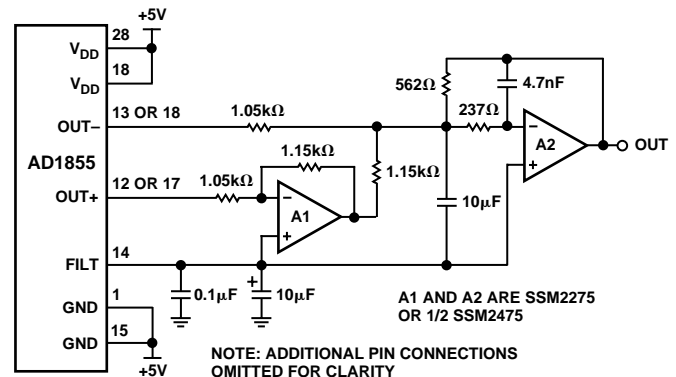 +5V
28
VDD
18
VDD
13 OR 18
OUT–
1.05kΩ
562Ω
4.7nF
237Ω
A2
–
+
OUT
AD1855
12 OR 17
OUT+
1.05kΩ
1.15kΩ
1.15kΩ
–
A1
+
10µF
14
FILT
0.1µF
+
10µF
A1 AND A2 ARE SSM2275
OR 1/2 SSM2475
1
GND
15
GND
+5V
NOTE: ADDITIONAL PIN CONNECTIONS
OMITTED FOR CLARITY